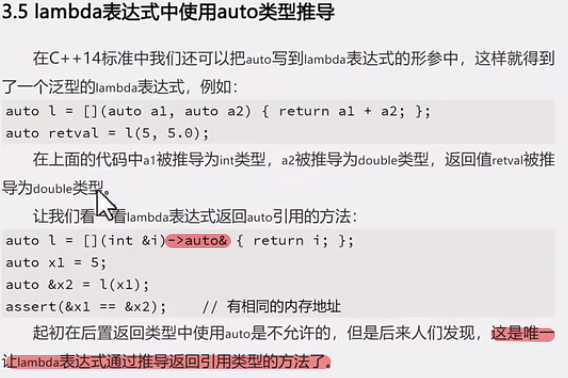 3.5 lambda表达式中使用auto类型推导
在C++14标准中我们还可以把auto写到lambda表达式的形参中，这样就得到
了一个泛型的lambda表达式，例如：
auto l = [](auto a1, auto a2) { return a1 + a2; };
auto retval = l(5, 5.0);
在上面的代码中a1被推导为int类型，a2被推导为double类型，返回值retval被推
导为double类型。
让我们看一看lambda表达式返回auto引用的方法：
auto l = [](int &i)->auto& { return i; };
auto x1 = 5;
auto &x2 = l(x1);
assert(&x1 == &x2);    // 有相同的内存地址
起初在后置返回类型中使用auto是不允许的，但是后来人们发现，这是唯一
让lambda表达式通过推导返回引用类型的方法了。